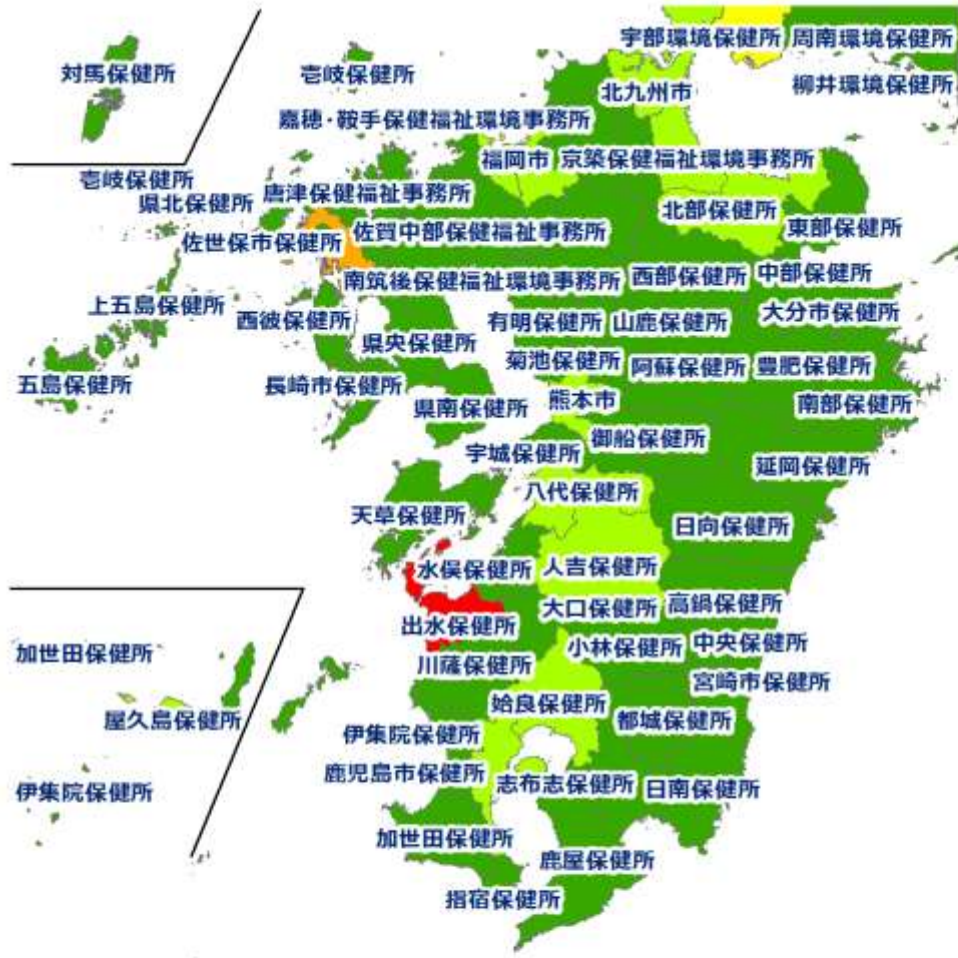 宇部環境保健所
周南環境保健所
対馬保健所
壱岐保健所
柳井環境保健所
北九州市
嘉穂・鞍手保健福祉環境事務所
福岡市
京築保健福祉環境事務所
壱岐保健所
唐津保健福祉事務所
県北保健所
北部保健所
東部保健所
佐世保市保健所
佐賀中部保健福祉事務所
南筑後保健福祉環境事務所
西部保健所
中部保健所
上五島保健所
西彼保健所
有明保健所
山鹿保健所
大分市保健所
県央保健所
菊池保健所
阿蘇保健所
豊肥保健所
五島保健所
長崎市保健所
県南保健所
熊本市
南部保健所
御船保健所
宇城保健所
延岡保健所
八代保健所
天草保健所
日向保健所
水俣保健所
人吉保健所
出水保健所
大口保健所
高鍋保健所
加世田保健所
川薩保健所
小林保健所
中央保健所
宮崎市保健所
屋久島保健所
姶良保健所
都城保健所
伊集院保健所
鹿児島市保健所
志布志保健所
日南保健所
伊集院保健所
加世田保健所
鹿屋保健所
指宿保健所